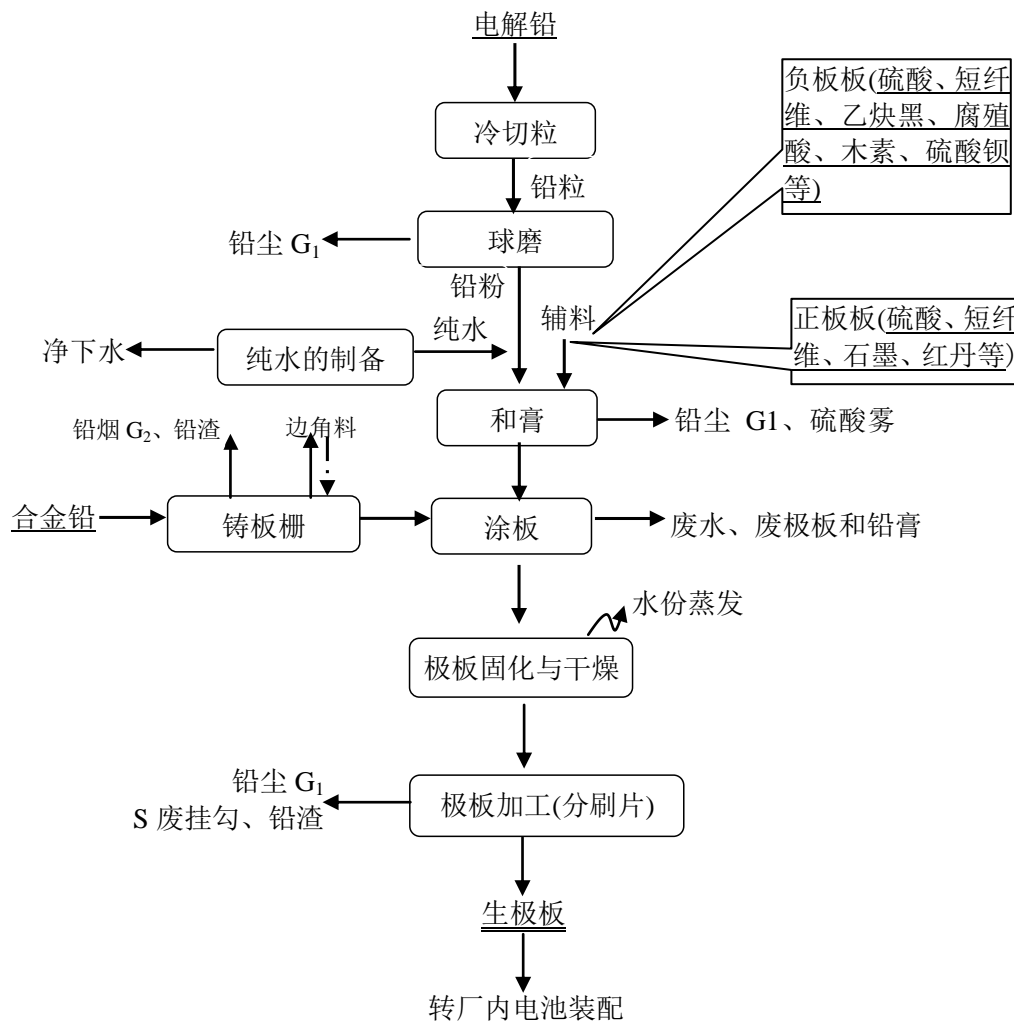 电解铅
负板板(硫酸、短纤
维、乙炔黑、腐殖
酸、木素、硫酸钡
等)
冷切粒
铅粒
铅尘 G₁
球磨
铅粉
辅料
正板板(硫酸、短纤
维、石墨、红丹等)
纯水
净下水
纯水的制备
和膏
铅尘 G1、硫酸雾
铅烟 G₂、铅渣
边角料
合金铅
铸板栅
涂板
废水、废极板和铅膏
水份蒸发
极板固化与干燥
铅尘 G₁
S 废挂勾、铅渣
极板加工(分刷片)
生极板
转厂内电池装配